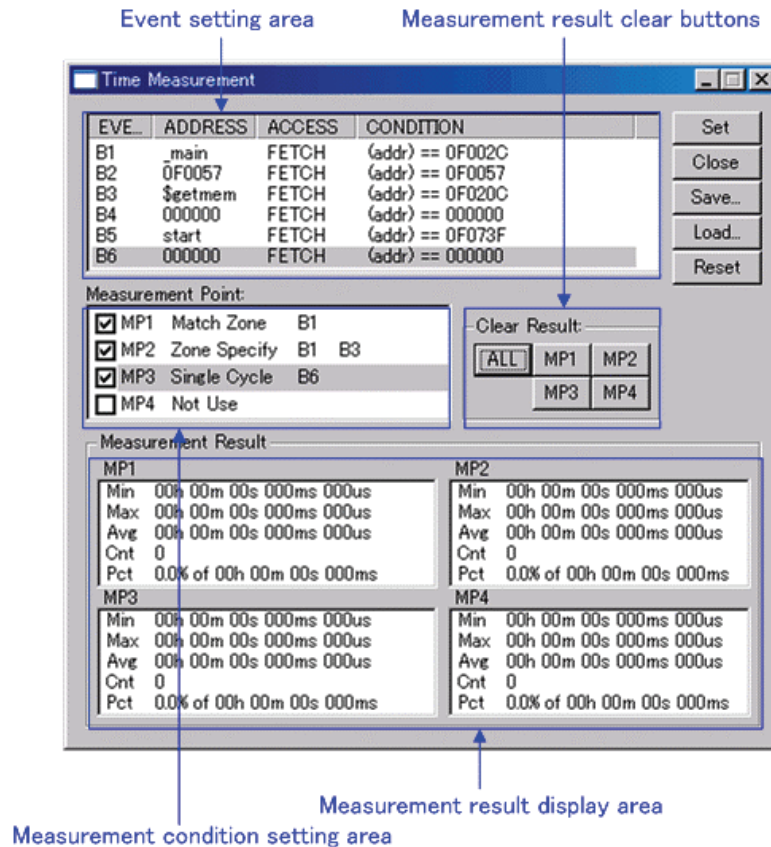 Event setting area
Measurement result clear buttons
Time Measurement
EVE... ADDRESS ACCESS CONDITION
B1 _main FETCH (addr) == 0F002C
B2 0F0057 FETCH (addr) == 0F0057
B3 $getmem FETCH (addr) == 0F020C
B4 000000 FETCH (addr) == 000000
B5 start FETCH (addr) == 0F073F
B6 000000 FETCH (addr) == 000000
Set
Close
Save...
Load...
Reset
Measurement Point:
MP1 Match Zone B1
MP2 Zone Specify B1 B3
MP3 Single Cycle B6
MP4 Not Use
Clear Result:
ALL MP1 MP2
MP3 MP4
Measurement Result
MP1
Min 00h 00m 00s 000ms 000us
Max 00h 00m 00s 000ms 000us
Avg 00h 00m 00s 000ms 000us
Cnt 0
Pct 0.0% of 00h 00m 00s 000ms
MP2
Min 00h 00m 00s 000ms 000us
Max 00h 00m 00s 000ms 000us
Avg 00h 00m 00s 000ms 000us
Cnt 0
Pct 0.0% of 00h 00m 00s 000ms
MP3
Min 00h 00m 00s 000ms 000us
Max 00h 00m 00s 000ms 000us
Avg 00h 00m 00s 000ms 000us
Cnt 0
Pct 0.0% of 00h 00m 00s 000ms
MP4
Min 00h 00m 00s 000ms 000us
Max 00h 00m 00s 000ms 000us
Avg 00h 00m 00s 000ms 000us
Cnt 0
Pct 0.0% of 00h 00m 00s 000ms
Measurement result display area
Measurement condition setting area